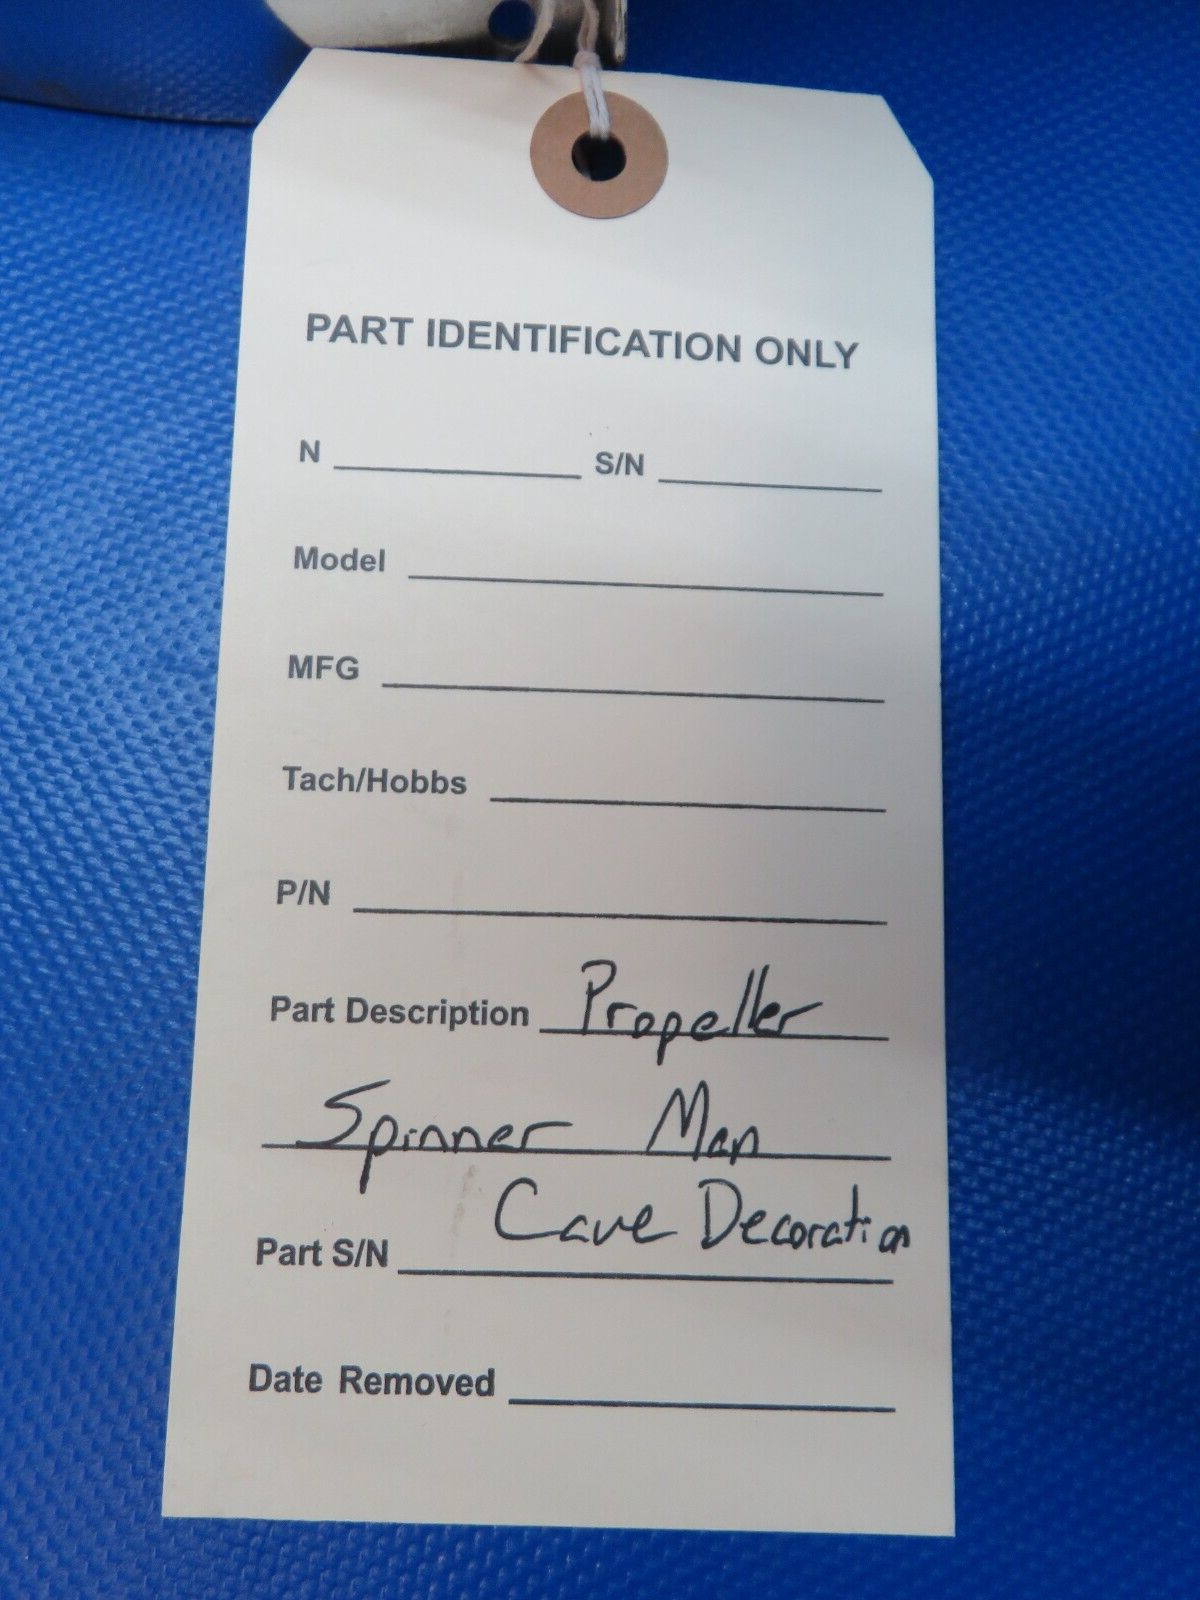 PART IDENTIFICATION ONLY
N S/N
Model
MFG
Tach/Hobbs
P/N
Part Description Propeller
Spinner Man
Cave Decoration
Part S/N
Date Removed